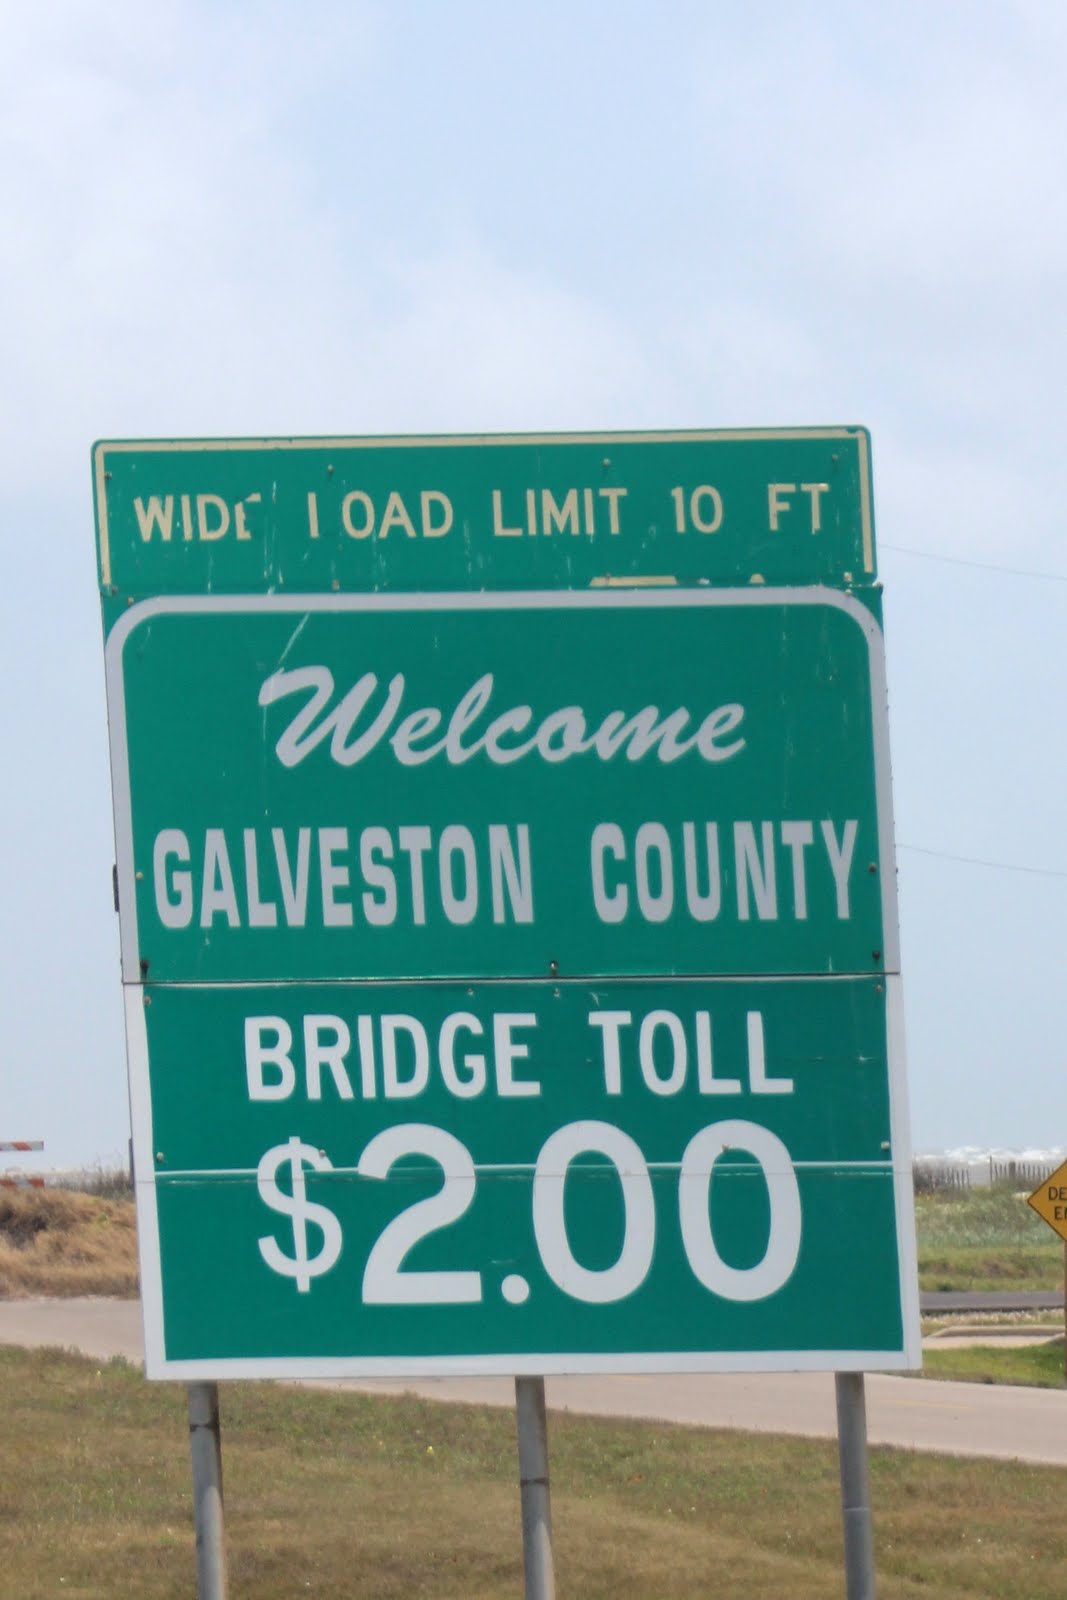 WIDE LOAD LIMIT 10 FT
Welcome
GALVESTON COUNTY
BRIDGE TOLL
$2.00